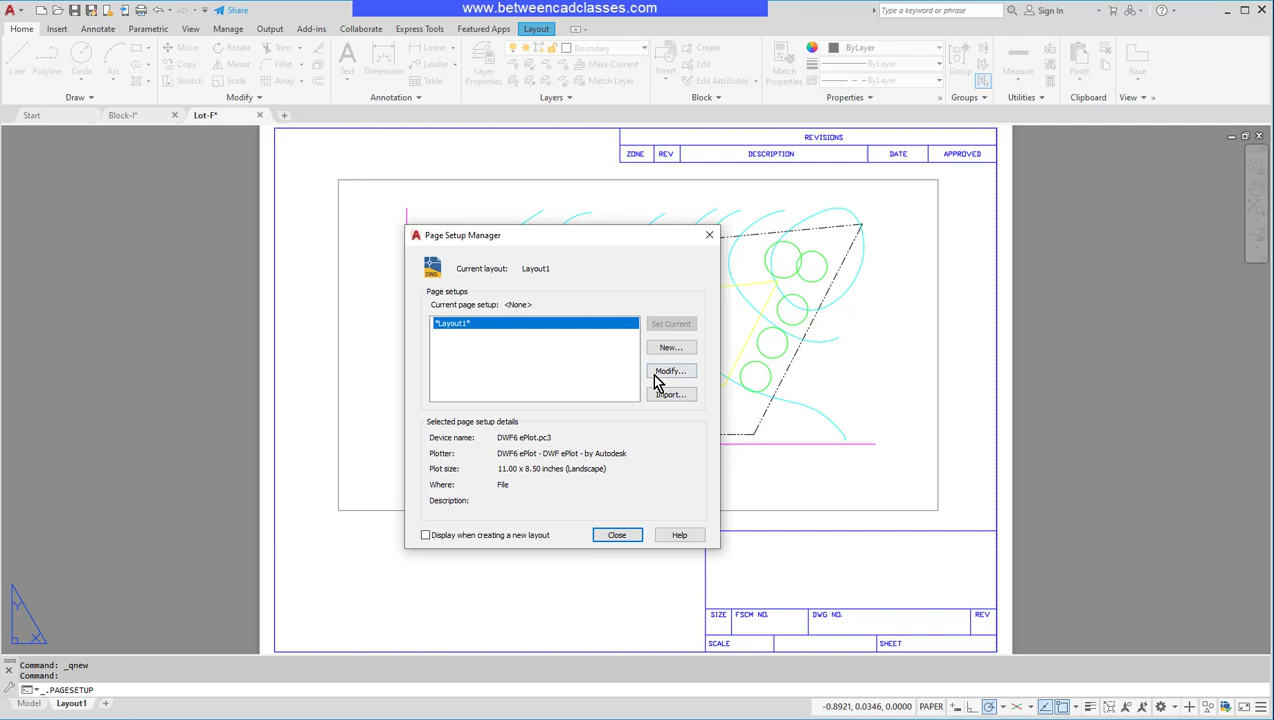 Share
www.betweencadclasses.com
Type a keyword or phrase
Sign In
Home Insert Annotate Parametric View Manage Output Add-ins Collaborate Express Tools Featured Apps Layout
Line Polyline Circle Arc
Move Rotate Trim
Copy Mirror Fillet
Stretch Scale Array
Text Dimension
Linear
Leader
Table
Layer Properties
Boundary
Make Current
Match Layer
Insert
Create
Edit
Edit Attributes
Match Properties
ByLayer
ByLayer
ByLayer
Group
Measure
Paste
Base
Draw Modify Annotation Layers Block Properties Groups Utilities Clipboard View
Start Block-I* Lot-F*
REVISIONS
ZONE REV DESCRIPTION DATE APPROVED
Page Setup Manager
Current layout: Layout1
Page setups
Current page setup: <None>
*Layout1*
Set Current
New...
Modify...
Import...
Selected page setup details
Device name: DWF6 ePlot.pc3
Plotter: DWF6 ePlot - DWF ePlot - by Autodesk
Plot size: 11.00 x 8.50 inches (Landscape)
Where: File
Description:
Display when creating a new layout
Close Help
SIZE FSCM NO. DWG NO. REV
SCALE SHEET
Y
X
Command: _qnew
Command:
_.PAGESETUP
Model Layout1
-0.8921, 0.0346, 0.0000 PAPER